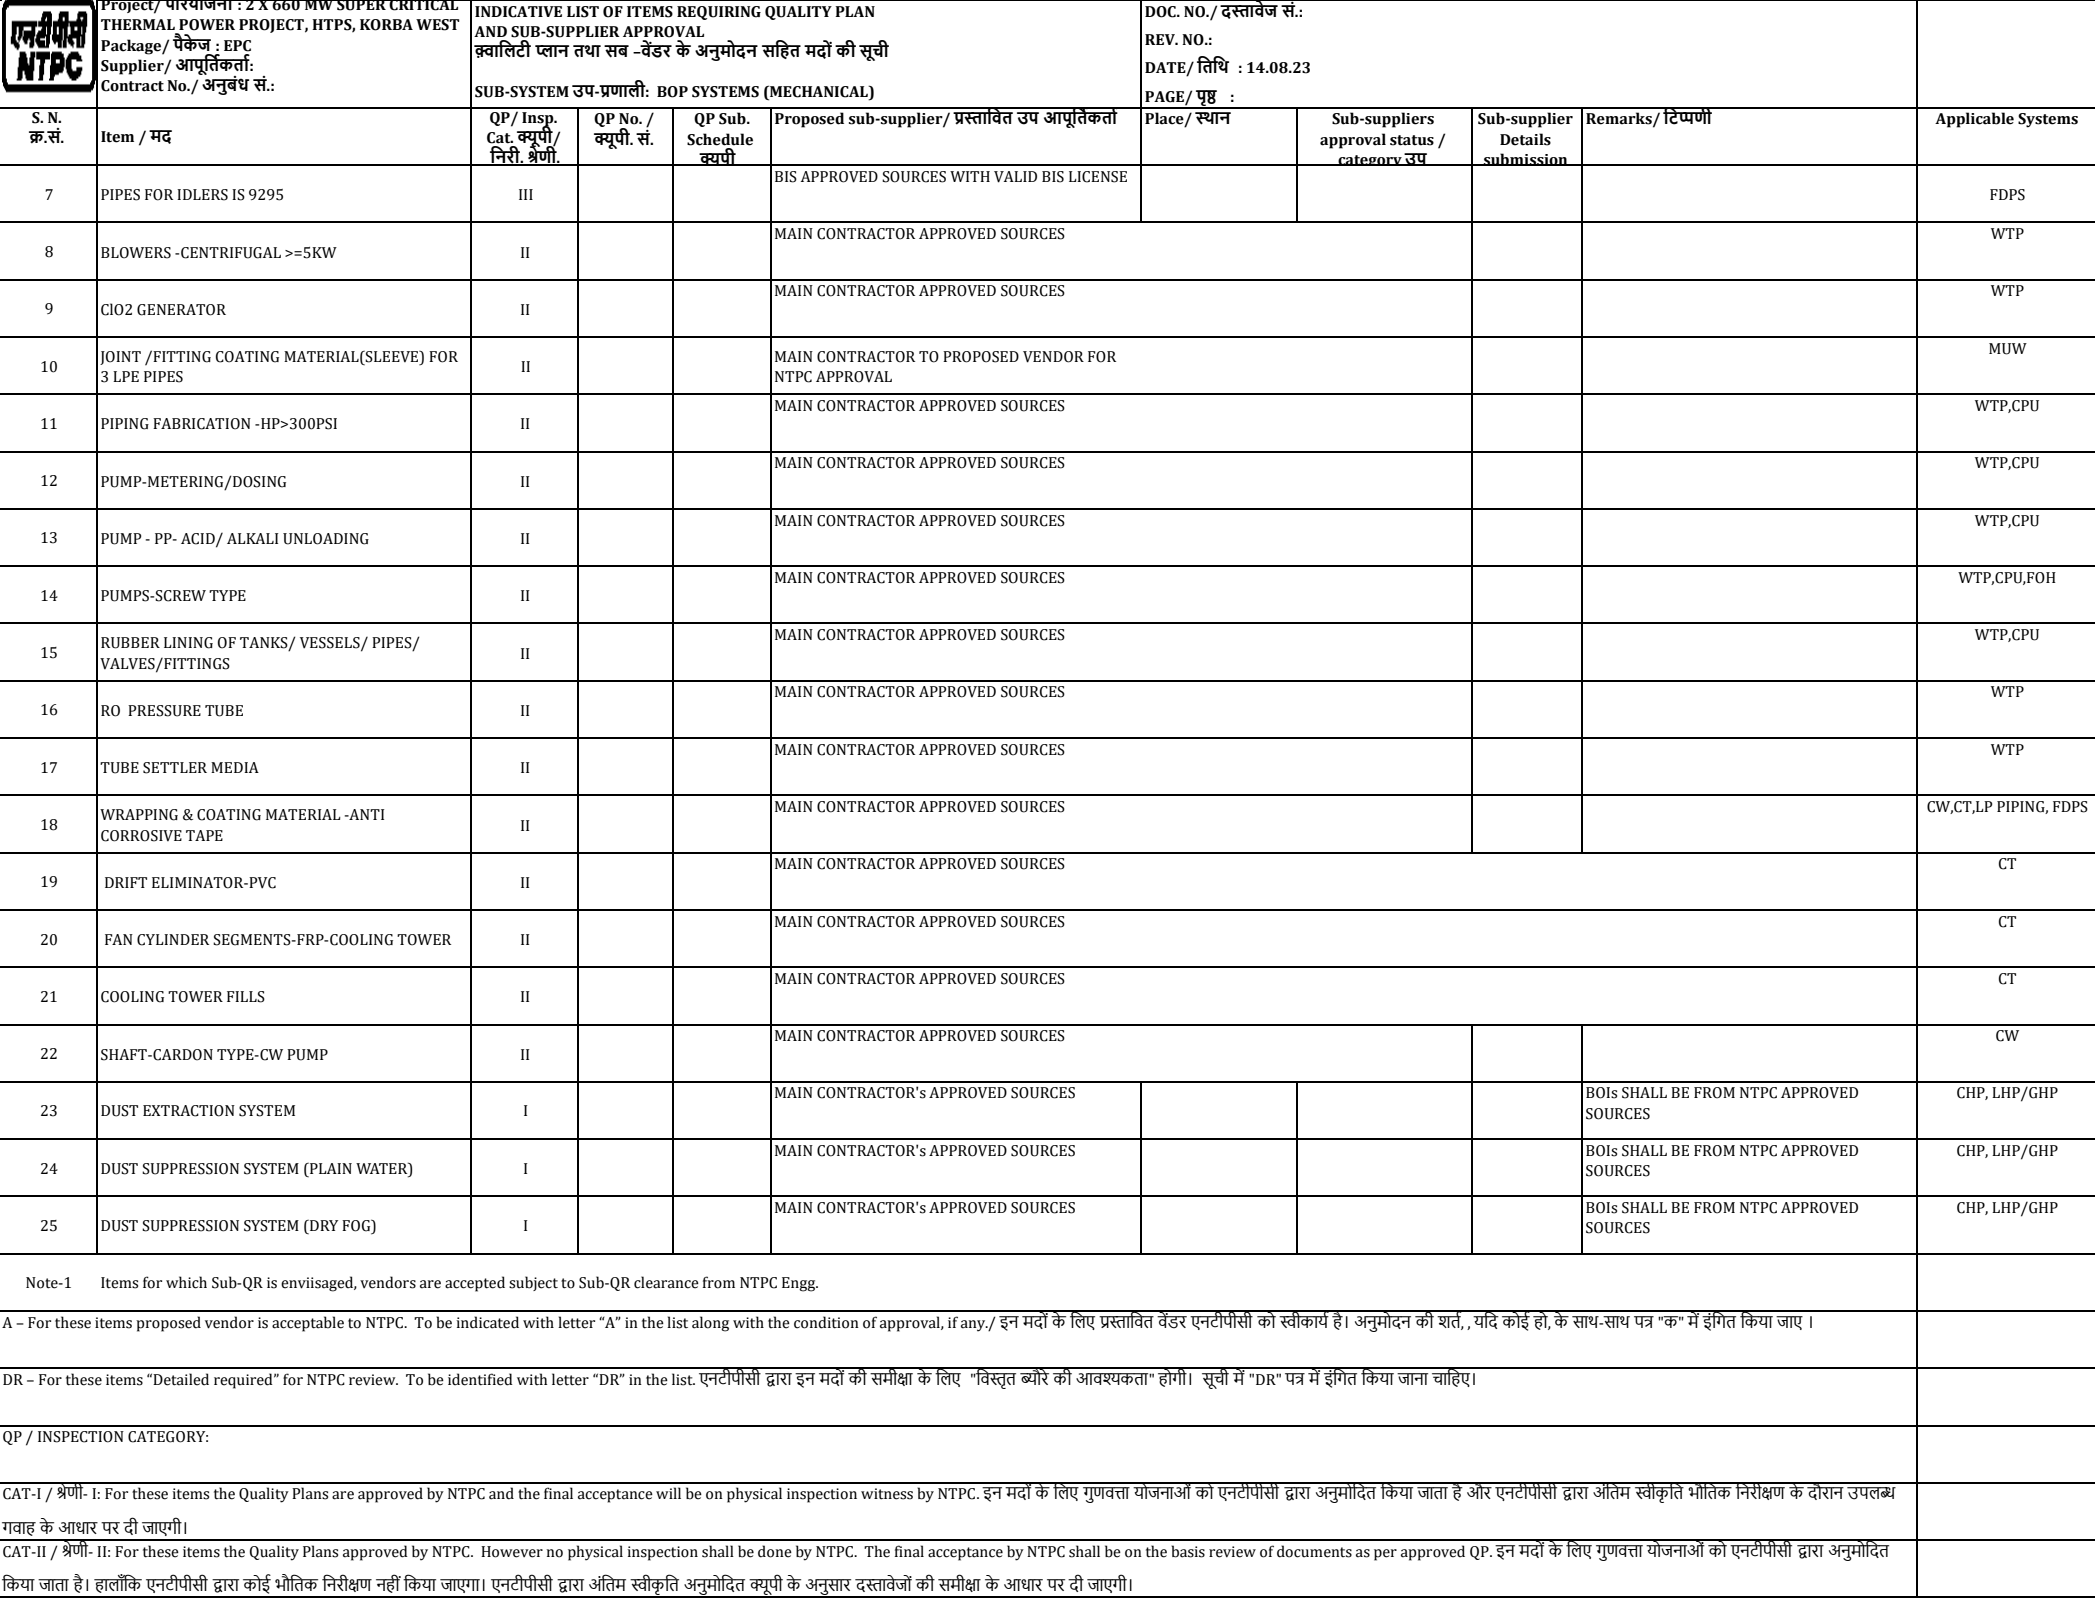 एनटीपीसी
NTPC
Project/ परियोजना : 2 X 660 MW SUPER CRITICAL
THERMAL POWER PROJECT, HTPS, KORBA WEST
Package/ पैकेज : EPC
Supplier/ आपूर्तिकर्ता:
Contract No./ अनुबंध सं.:
INDICATIVE LIST OF ITEMS REQUIRING QUALITY PLAN
AND SUB-SUPPLIER APPROVAL
क़्वालिटी प्लान तथा सब –वेंडर के अनुमोदन सहित मदों की सूची
SUB-SYSTEM उप-प्रणाली: BOP SYSTEMS (MECHANICAL)
DOC. NO./ दस्तावेज सं.:
REV. NO.:
DATE/ तिथि : 14.08.23
PAGE/ पृष्ठ :
S. N.
क्र.सं.
Item / मद
QP/ Insp.
Cat. क्यूपी/
निरी. श्रेणी.
QP No. /
क्यूपी. सं.
QP Sub.
Schedule
क्यूपी
Proposed sub-supplier/ प्रस्तावित उप आपूर्तिकर्ता
Place/ स्थान
Sub-suppliers
approval status /
category उप
Sub-supplier
Details
submission
Remarks/ टिप्पणी
Applicable Systems
7 PIPES FOR IDLERS IS 9295 III BIS APPROVED SOURCES WITH VALID BIS LICENSE FDPS
8 BLOWERS -CENTRIFUGAL >=5KW II MAIN CONTRACTOR APPROVED SOURCES WTP
9 ClO2 GENERATOR II MAIN CONTRACTOR APPROVED SOURCES WTP
10 JOINT /FITTING COATING MATERIAL(SLEEVE) FOR
3 LPE PIPES II MAIN CONTRACTOR TO PROPOSED VENDOR FOR
NTPC APPROVAL MUW
11 PIPING FABRICATION -HP>300PSI II MAIN CONTRACTOR APPROVED SOURCES WTP,CPU
12 PUMP-METERING/DOSING II MAIN CONTRACTOR APPROVED SOURCES WTP,CPU
13 PUMP - PP- ACID/ ALKALI UNLOADING II MAIN CONTRACTOR APPROVED SOURCES WTP,CPU
14 PUMPS-SCREW TYPE II MAIN CONTRACTOR APPROVED SOURCES WTP,CPU,FOH
15 RUBBER LINING OF TANKS/ VESSELS/ PIPES/
VALVES/FITTINGS II MAIN CONTRACTOR APPROVED SOURCES WTP,CPU
16 RO PRESSURE TUBE II MAIN CONTRACTOR APPROVED SOURCES WTP
17 TUBE SETTLER MEDIA II MAIN CONTRACTOR APPROVED SOURCES WTP
18 WRAPPING & COATING MATERIAL -ANTI
CORROSIVE TAPE II MAIN CONTRACTOR APPROVED SOURCES CW,CT,LP PIPING, FDPS
19 DRIFT ELIMINATOR-PVC II MAIN CONTRACTOR APPROVED SOURCES CT
20 FAN CYLINDER SEGMENTS-FRP-COOLING TOWER II MAIN CONTRACTOR APPROVED SOURCES CT
21 COOLING TOWER FILLS II MAIN CONTRACTOR APPROVED SOURCES CT
22 SHAFT-CARDON TYPE-CW PUMP II MAIN CONTRACTOR APPROVED SOURCES CW
23 DUST EXTRACTION SYSTEM I MAIN CONTRACTOR's APPROVED SOURCES BOIs SHALL BE FROM NTPC APPROVED
SOURCES CHP, LHP/GHP
24 DUST SUPPRESSION SYSTEM (PLAIN WATER) I MAIN CONTRACTOR's APPROVED SOURCES BOIs SHALL BE FROM NTPC APPROVED
SOURCES CHP, LHP/GHP
25 DUST SUPPRESSION SYSTEM (DRY FOG) I MAIN CONTRACTOR's APPROVED SOURCES BOIs SHALL BE FROM NTPC APPROVED
SOURCES CHP, LHP/GHP
Note-1 Items for which Sub-QR is enviisaged, vendors are accepted subject to Sub-QR clearance from NTPC Engg.
A – For these items proposed vendor is acceptable to NTPC. To be indicated with letter “A” in the list along with the condition of approval, if any./ इन मदों के लिए प्रस्तावित वेंडर एनटीपीसी को स्वीकार्य है। अनुमोदन की शर्त, , यदि कोई हो, के साथ-साथ पत्र "क" में इंगित किया जाए ।
DR – For these items “Detailed required” for NTPC review. To be identified with letter “DR” in the list. एनटीपीसी द्वारा इन मदों की समीक्षा के लिए "विस्तृत ब्यौरे की आवश्यकता" होगी। सूची में "DR" पत्र में इंगित किया जाना चाहिए।
QP / INSPECTION CATEGORY:
CAT-I / श्रेणी- I: For these items the Quality Plans are approved by NTPC and the final acceptance will be on physical inspection witness by NTPC. इन मदों के लिए गुणवत्ता योजनाओं को एनटीपीसी द्वारा अनुमोदित किया जाता है और एनटीपीसी द्वारा अंतिम स्वीकृति भौतिक निरीक्षण के दौरान उपलब्ध
गवाह के आधार पर दी जाएगी।
CAT-II / श्रेणी- II: For these items the Quality Plans approved by NTPC. However no physical inspection shall be done by NTPC. The final acceptance by NTPC shall be on the basis review of documents as per approved QP. इन मदों के लिए गुणवत्ता योजनाओं को एनटीपीसी द्वारा अनुमोदित
किया जाता है। हालाँकि एनटीपीसी द्वारा कोई भौतिक निरीक्षण नहीं किया जाएगा। एनटीपीसी द्वारा अंतिम स्वीकृति अनुमोदित क्यूपी के अनुसार दस्तावेजों की समीक्षा के आधार पर दी जाएगी।